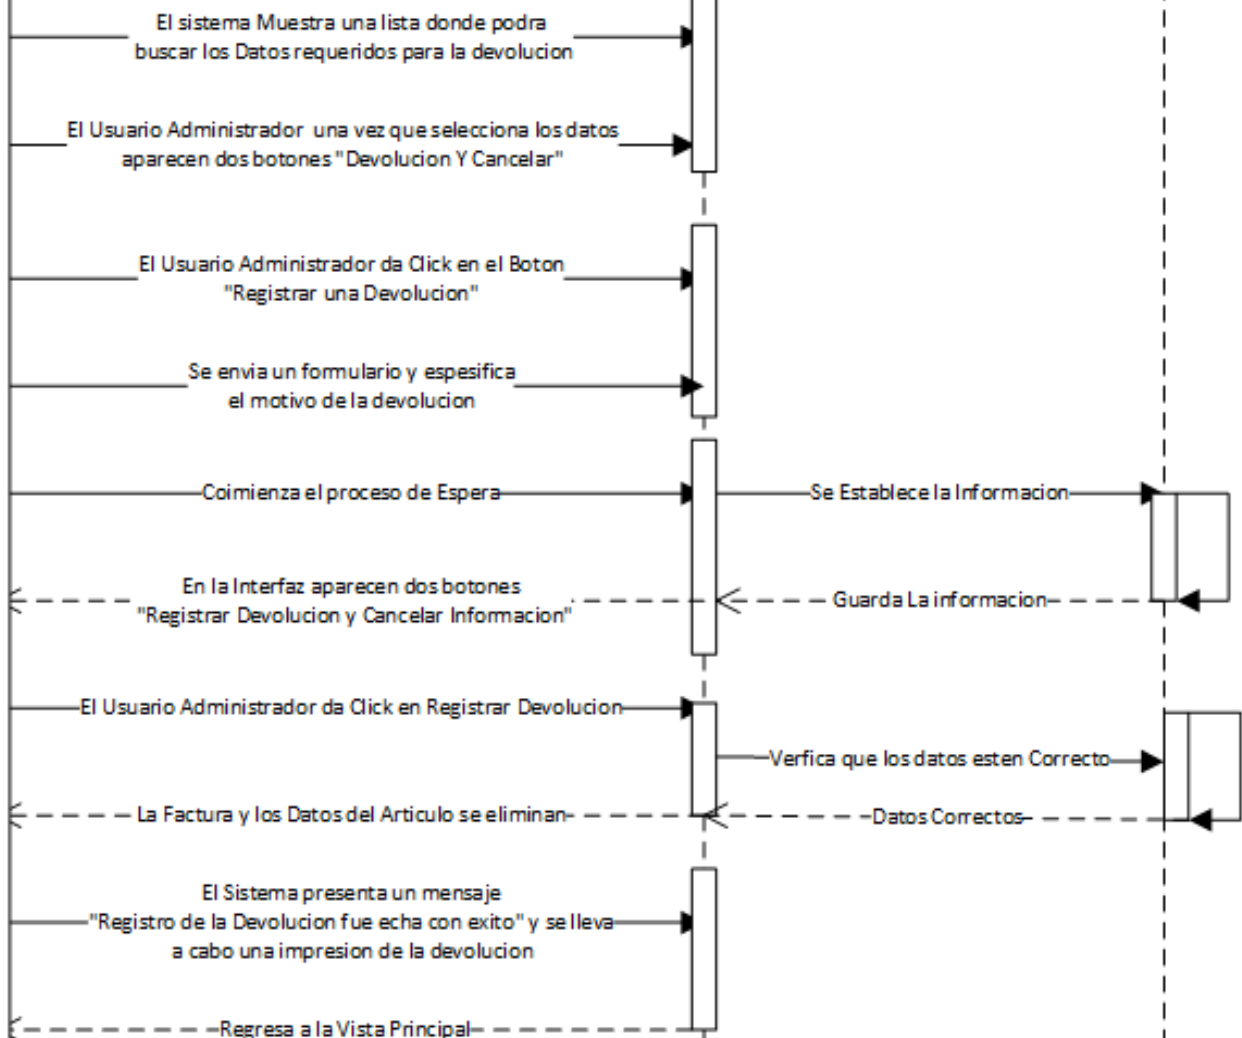 El sistema Muestra una lista donde podra
buscar los Datos requeridos para la devolucion
El Usuario Administrador una vez que selecciona los datos
aparecen dos botones "Devolucion Y Cancelar"
El Usuario Administrador da Click en el Boton
"Registrar una Devolucion"
Se envia un formulario y espesifica
el motivo de la devolucion
Coimienza el proceso de Espera
Se Establece la Informacion
En la Interfaz aparecen dos botones
"Registrar Devolucion y Cancelar Informacion"
Guarda La informacion
El Usuario Administrador da Click en Registrar Devolucion
Verfica que los datos esten Correcto
La Factura y los Datos del Articulo se eliminan
Datos Correctos
El Sistema presenta un mensaje
"Registro de la Devolucion fue echa con exito" y se lleva
a cabo una impresion de la devolucion
Regresa a la Vista Principal